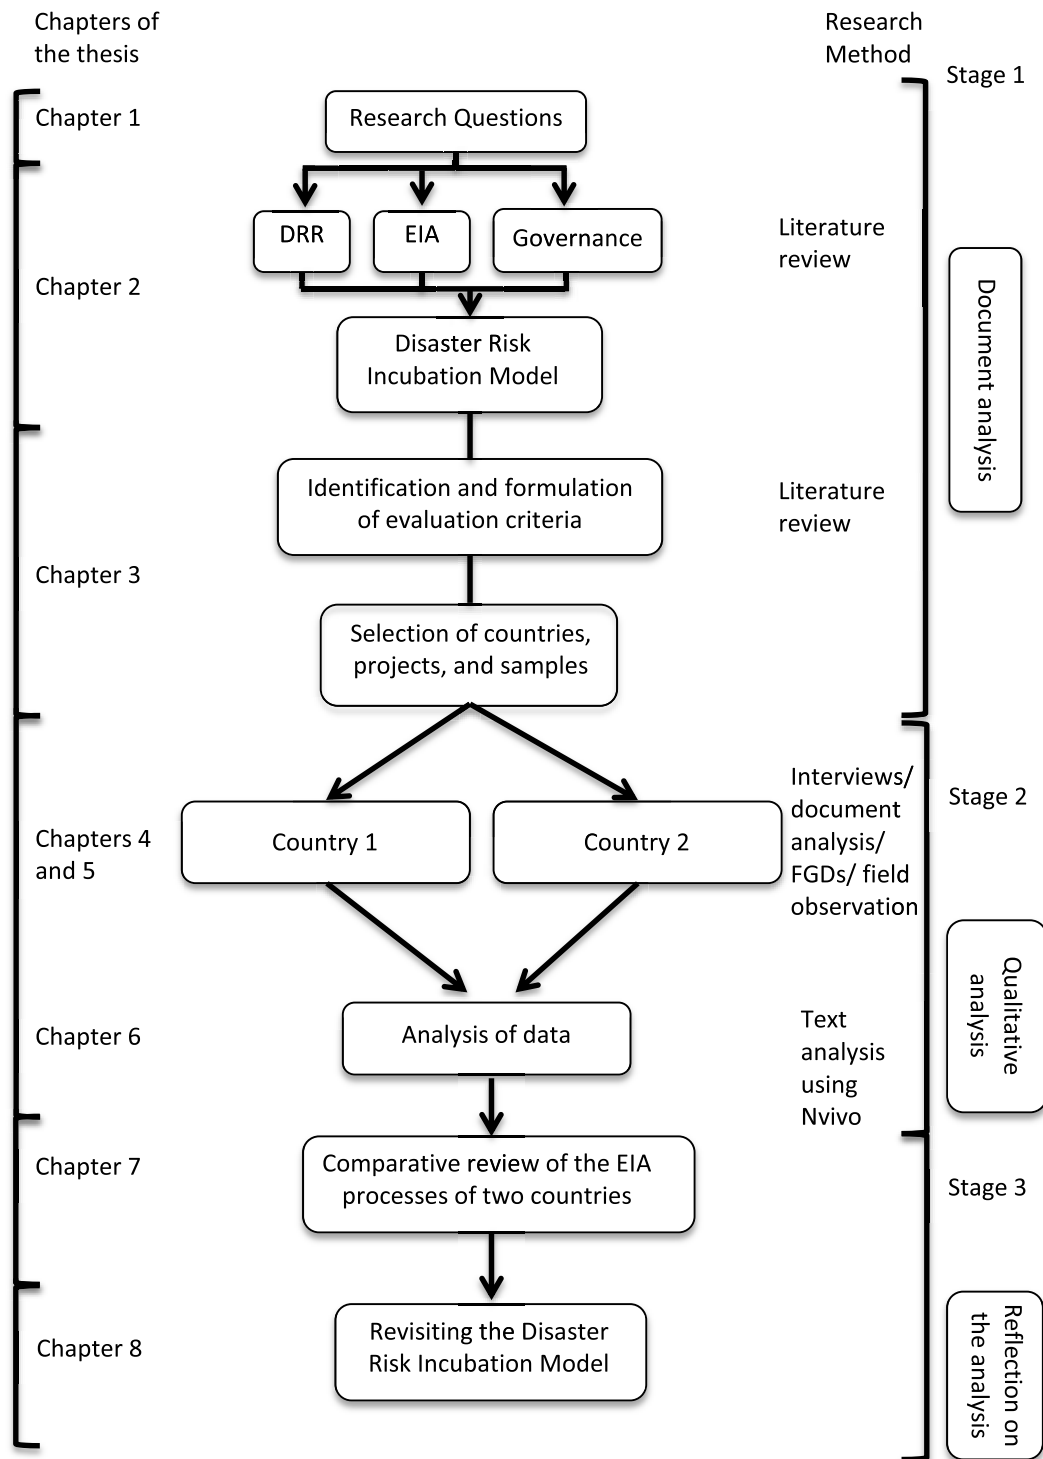 Chapters of
the thesis
Research
Method
Stage 1
Chapter 1
Research Questions
DRR
EIA
Governance
Literature
review
Chapter 2
Disaster Risk
Incubation Model
Document analysis
Identification and formulation
of evaluation criteria
Literature
review
Chapter 3
Selection of countries,
projects, and samples
Chapters 4
and 5
Country 1
Country 2
Interviews/
document
analysis/
FGDs/ field
observation
Stage 2
Qualitative
analysis
Chapter 6
Analysis of data
Text
analysis
using
Nvivo
Chapter 7
Comparative review of the EIA
processes of two countries
Stage 3
Chapter 8
Revisiting the Disaster
Risk Incubation Model
Reflection on
the analysis